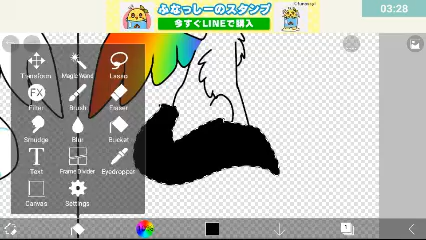 ふなっしーのスタンプ
今すぐLINEで購入
03:28
Transform
Magic Wand
Lasso
FX
Filter
Brush
Eraser
Smudge
Blur
Bucket
T
Text
Frame Divider
Eyedropper
Canvas
Settings
1